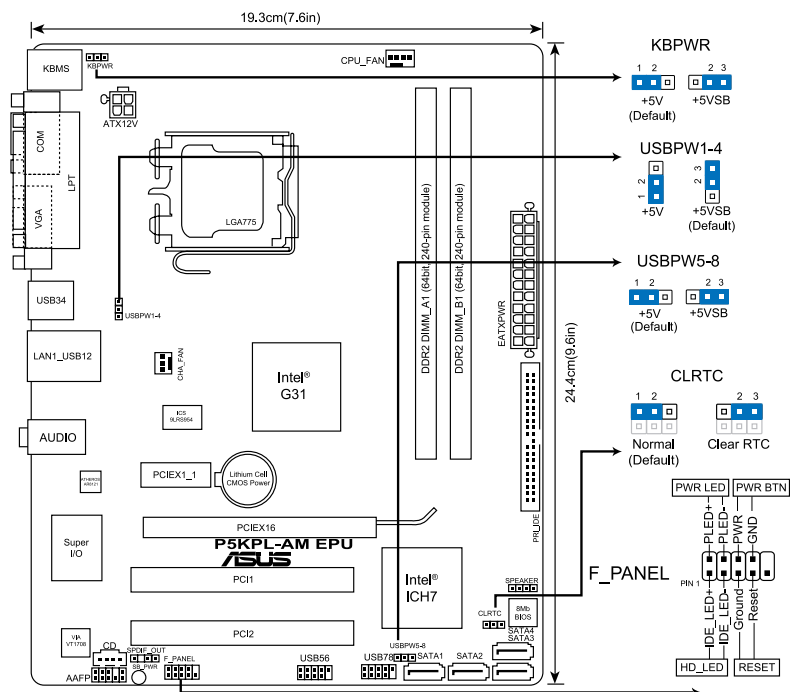 19.3cm(7.6in)
KBMS
KBPWR
CPU_FAN
KBPWR
1 2
2 3
+5V
(Default)
+5VSB
ATX12V
COM
LPT
VGA
LGA775
DDR2 DIMM_A1 (64bit, 240-pin module)
DDR2 DIMM_B1 (64bit, 240-pin module)
EATXPWR
24.4cm(9.6in)
USBPW1-4
2
1
3
2
+5V
+5VSB
(Default)
USB34
USBPW1-4
USBPW5-8
1 2
2 3
+5V
(Default)
+5VSB
LAN1_USB12
CHA_FAN
Intel®
G31
ICS
9LRS954
AUDIO
CLRTC
1 2
2 3
Normal
(Default)
Clear RTC
ATHEROS
AR8121
PCIEX1_1
Lithium Cell
CMOS Power
PRI_IDE
Super
I/O
PCIEX16
P5KPL-AM EPU
ASUS
PCI1
PCI2
Intel®
ICH7
SPEAKER
CLRTC
8Mb
BIOS
SATA4
SATA3
PWR LED
PWR BTN
PLED+
PLED-
PWR
GND
F_PANEL
PIN 1
IDE_LED+
IDE_LED-
Ground
Reset
HD_LED
RESET
VIA
VT1708
CD
SPDIF_OUT
SB_PWR
F_PANEL
AAFP
USB56
USB78
USBPW5-8
SATA1
SATA2